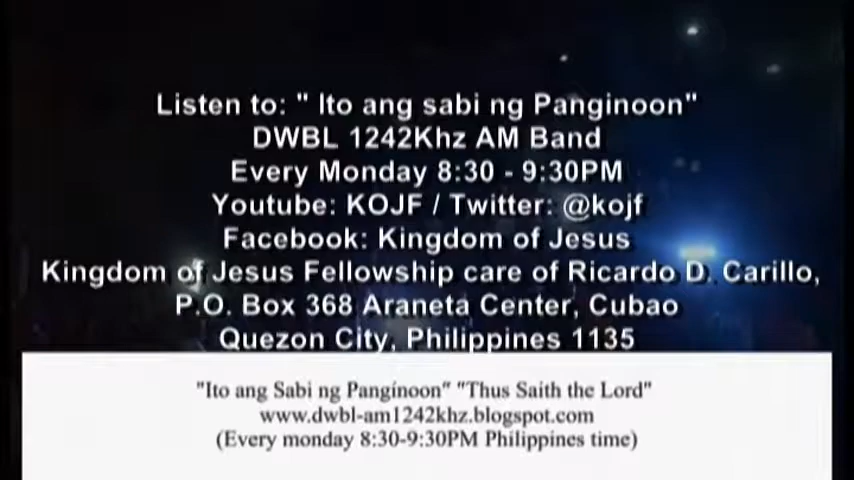 Listen to: " Ito ang sabi ng Panginoon"
DWBL 1242Khz AM Band
Every Monday 8:30 - 9:30PM
Youtube: KOJF / Twitter: @kojf
Facebook: Kingdom of Jesus
Kingdom of Jesus Fellowship care of Ricardo D. Carillo,
P.O. Box 368 Araneta Center, Cubao
Quezon City, Philippines 1135
"Ito ang Sabi ng Panginoon" "Thus Saith the Lord"
www.dwbl-am1242khz.blogspot.com
(Every monday 8:30-9:30PM Philippines time)